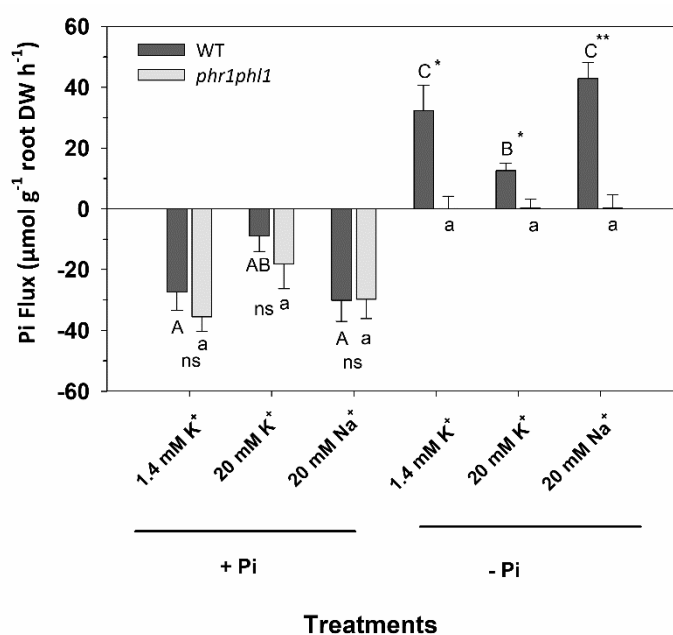 60
40
20
0
-20
-40
-60
Pi Flux (µmol g⁻¹ root DW h⁻¹)
WT
phr1phl1
C*
B*
C**
a
a
a
A
a
ns
AB
ns
a
A
a
ns
1.4 mM K⁺
20 mM K⁺
20 mM Na⁺
1.4 mM K⁺
20 mM K⁺
20 mM Na⁺
+ Pi
- Pi
Treatments